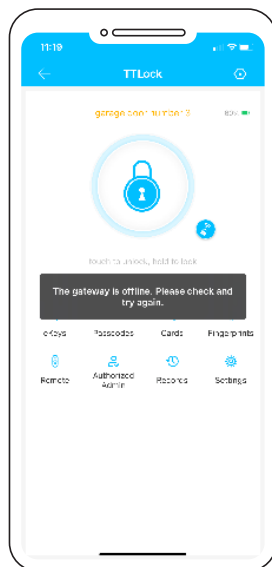 11:19
TTLock
garage door number 3
80%
touch to unlock, hold to lock
The gateway is offline. Please check and
try again.
eKeys Passcodes Cards Fingerprints
Remote Authorized Admin Records Settings